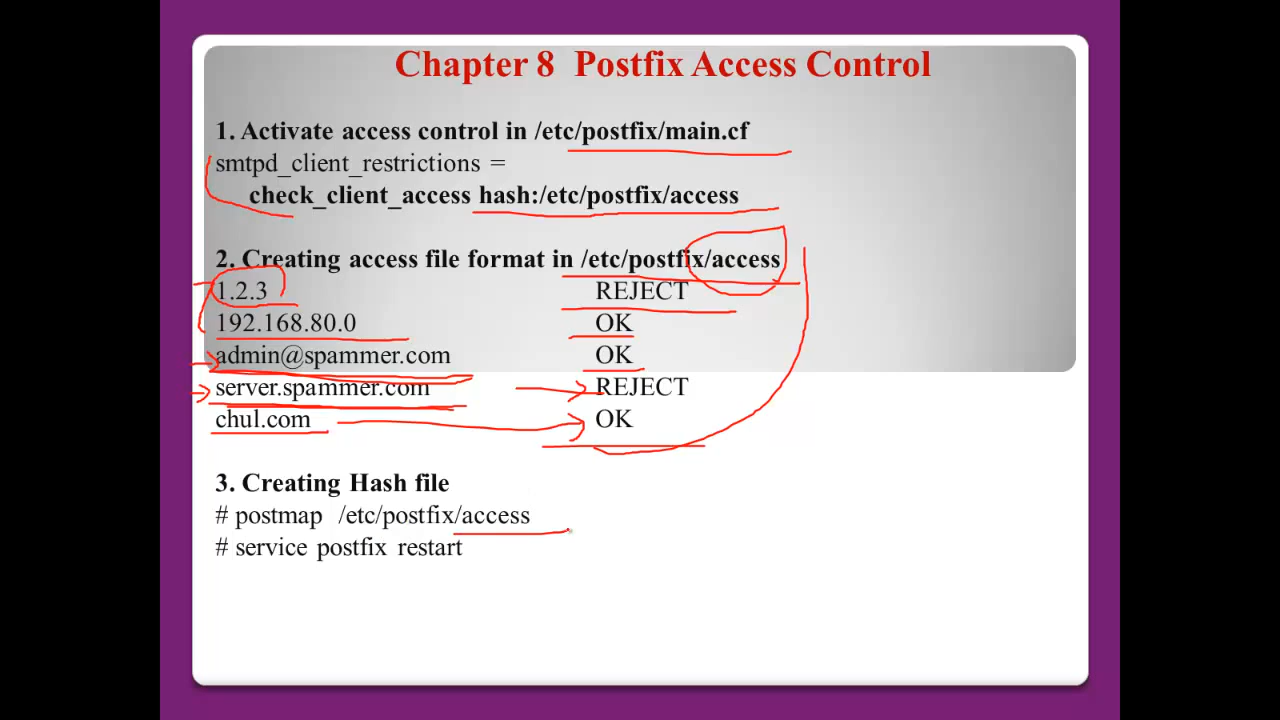 Chapter 8 Postfix Access Control
1. Activate access control in /etc/postfix/main.cf
smtpd_client_restrictions =
check_client_access hash:/etc/postfix/access
2. Creating access file format in /etc/postfix/access
1.2.3 REJECT
192.168.80.0 OK
admin@spammer.com OK
server.spammer.com REJECT
chul.com OK
3. Creating Hash file
# postmap /etc/postfix/access
# service postfix restart